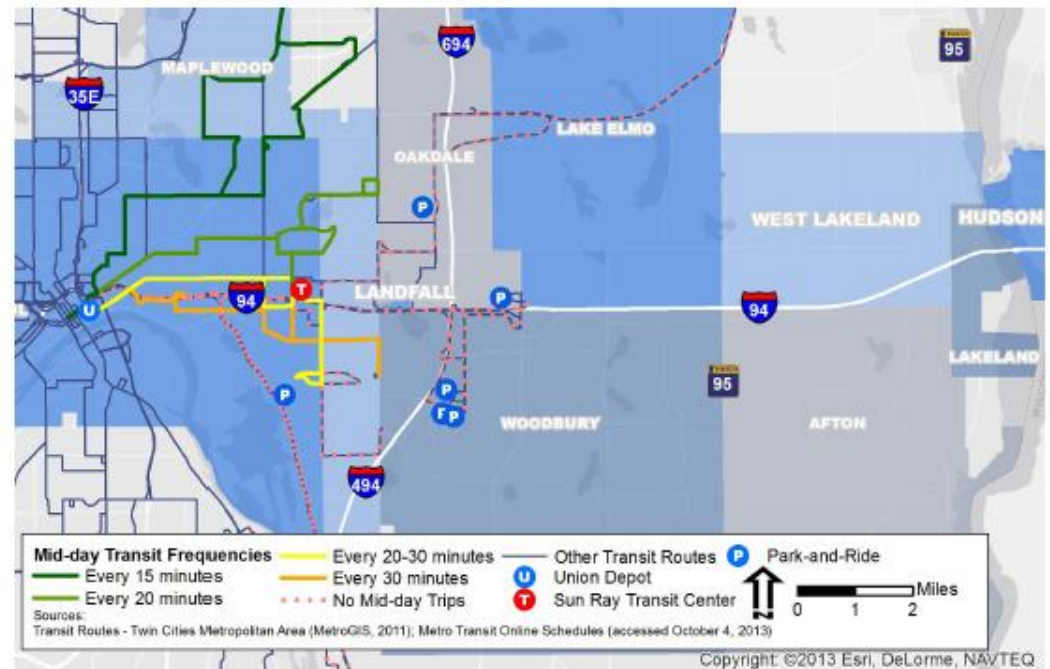 694
95
MAPLEWOOD
35E
LAKE ELMO
OAKDALE
P
WEST LAKELAND
HUDSON
T
LANDFALL
94
P
U
94
LAKELAND
95
P
P
P
WOODBURY
AFTON
494
Mid-day Transit Frequencies
Every 15 minutes
Every 20 minutes
Every 20-30 minutes
Every 30 minutes
No Mid-day Trips
Other Transit Routes
U Union Depot
T Sun Ray Transit Center
P Park-and-Ride
N
0 1 2 Miles
Sources:
Transit Routes - Twin Cities Metropolitan Area (MetroGIS, 2011); Metro Transit Online Schedules (accessed October 4, 2013)
Copyright: ©2013 Esri, DeLorme, NAVTEQ